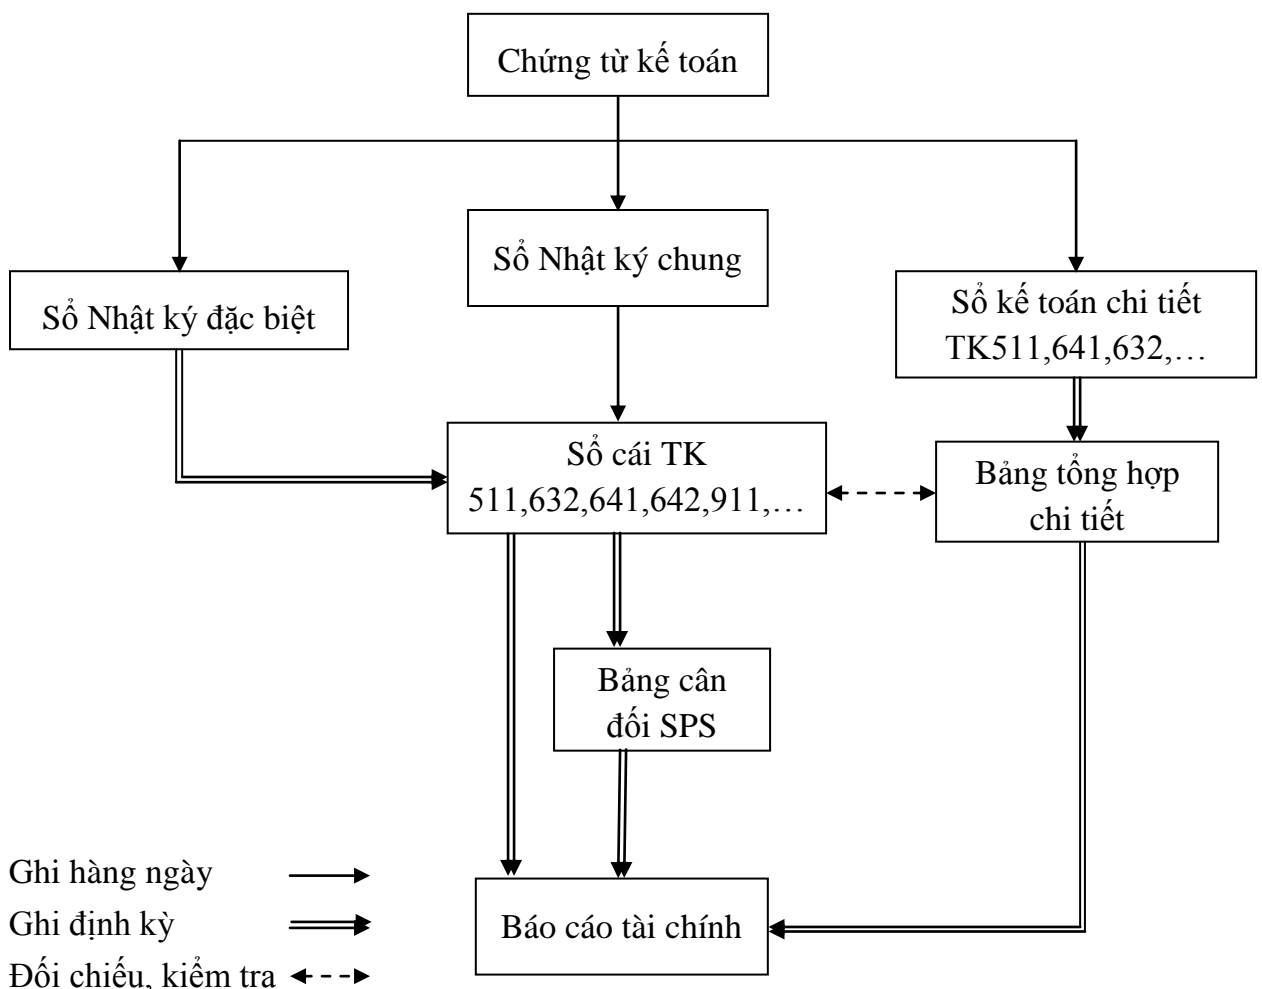 Chứng từ kế toán
Sổ Nhật ký chung
Sổ Nhật ký đặc biệt
Sổ kế toán chi tiết
TK511,641,632,…
Sổ cái TK
511,632,641,642,911,…
Bảng tổng hợp
chi tiết
Bảng cân
đối SPS
Báo cáo tài chính
Ghi hàng ngày
Ghi định kỳ
Đối chiếu, kiểm tra